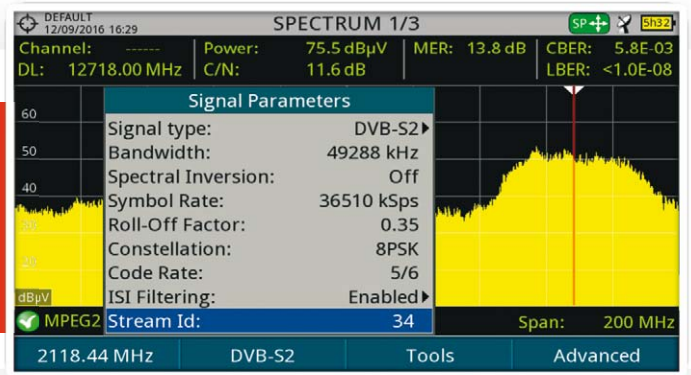 DEFAULT
12/09/2016 16:29
SPECTRUM 1/3
SP
5h32
Channel: ------
Power: 75.5 dBµV
MER: 13.8 dB
CBER: 5.8E-03
DL: 12718.00 MHz
C/N: 11.6 dB
LBER: <1.0E-08
60
50
40
dBµV
Signal Parameters
Signal type: DVB-S2
Bandwidth: 49288 kHz
Spectral Inversion: Off
Symbol Rate: 36510 kSps
Roll-Off Factor: 0.35
Constellation: 8PSK
Code Rate: 5/6
ISI Filtering: Enabled
Stream Id: 34
MPEG2
Span: 200 MHz
2118.44 MHz
DVB-S2
Tools
Advanced